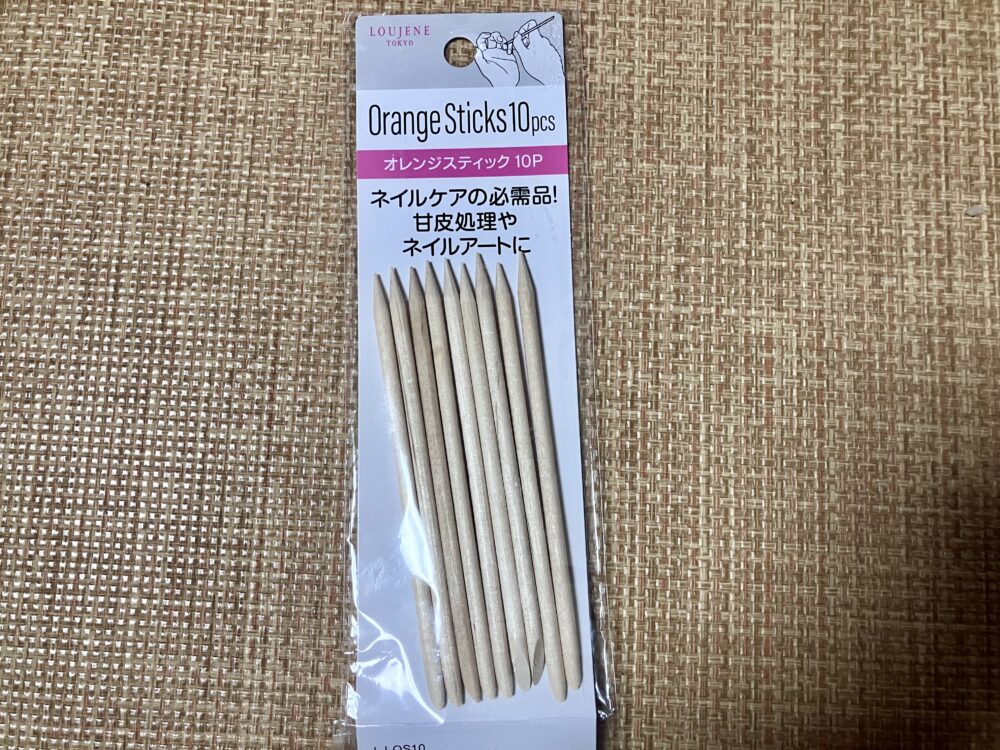 LOUJENE
TOKYO
Orange Sticks 10pcs
オレンジスティック 10P
ネイルケアの必需品!
甘皮処理や
ネイルアートに